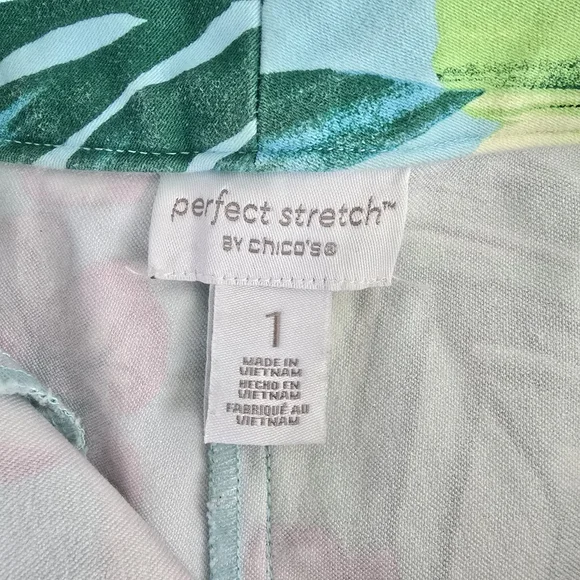 perfect stretch™
BY chico's®
1
MADE IN
VIETNAM
HECHO EN
VIETNAM
FABRIQUÉ AU
VIETNAM